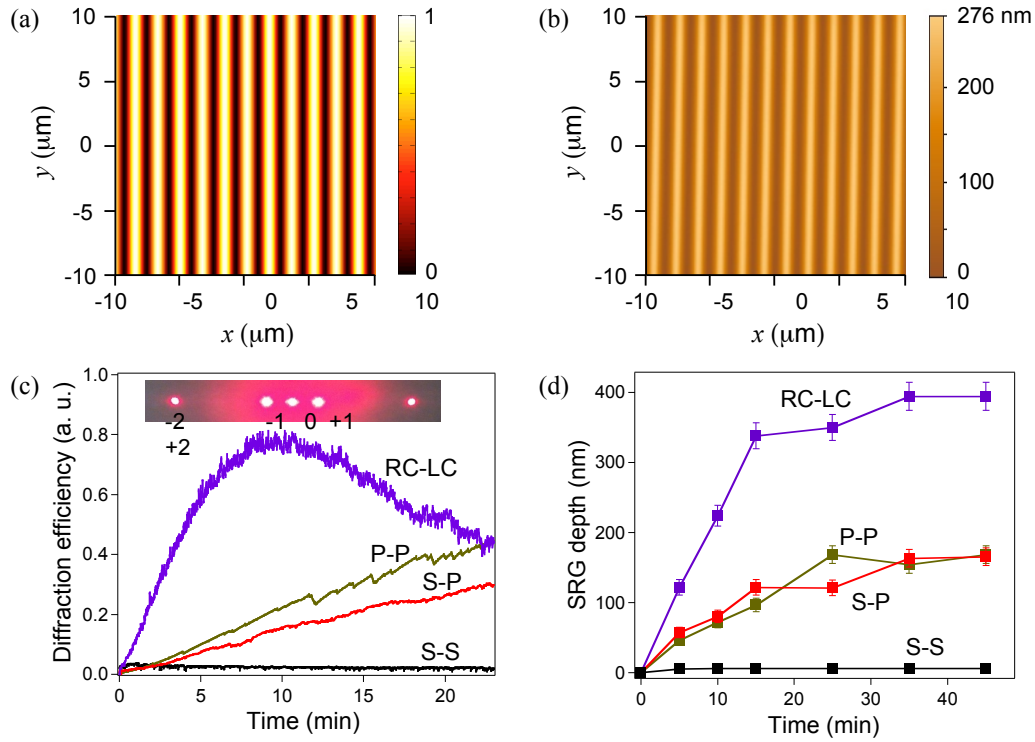 (a)
10
5
0
-5
-10
y (μm)
-10
-5
0
5
10
x (μm)
1
0
(b)
10
5
0
-5
-10
y (μm)
-10
-5
0
5
10
x (μm)
276 nm
200
100
0
(c)
1.0
0.8
0.6
0.4
0.2
0.0
Diffraction efficiency (a. u.)
-2 -1 0 +1
+2
RC-LC
P-P
S-P
S-S
0 5 10 15 20
Time (min)
(d)
400
300
200
100
0
SRG depth (nm)
RC-LC
P-P
S-P
S-S
0 10 20 30 40
Time (min)